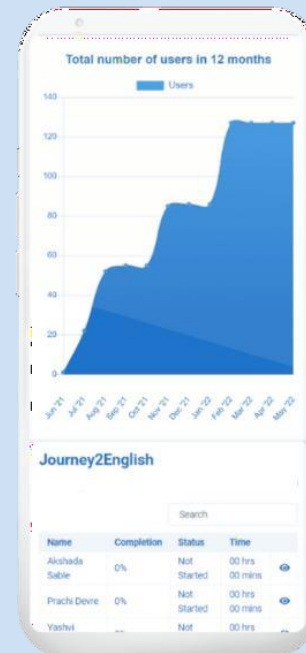 Total number of users in 12 months
Users
140
120
100
80
60
40
20
0
Jun '21 Jul '21 Aug '21 Sep '21 Oct '21 Nov '21 Dec '21 Jan '22 Feb '22 Mar '22 Apr '22 May '22
Journey2English
Search
Name Completion Status Time
Akshada Not 00 hrs
Sable 0% Started 00 mins
Prachi Devre 0% Not 00 hrs
Started 00 mins
Yashvi Not 00 hrs